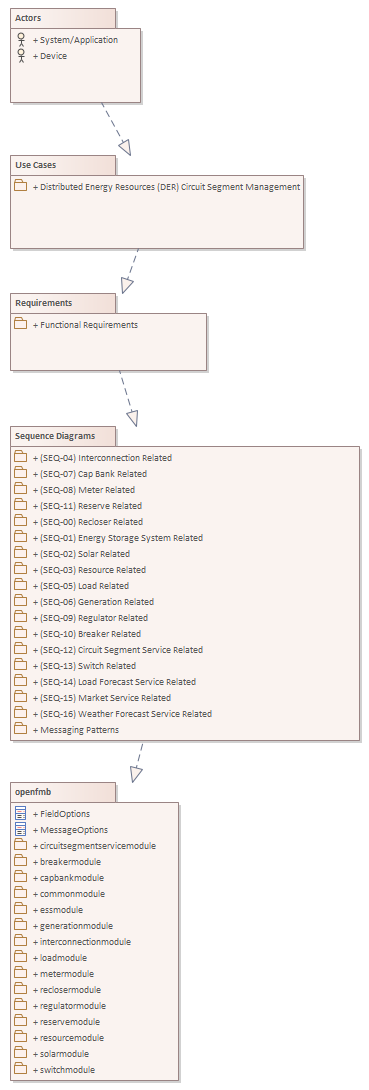 Actors
+ System/Application
+ Device
Use Cases
+ Distributed Energy Resources (DER) Circuit Segment Management
Requirements
+ Functional Requirements
Sequence Diagrams
+ (SEQ-04) Interconnection Related
+ (SEQ-07) Cap Bank Related
+ (SEQ-08) Meter Related
+ (SEQ-11) Reserve Related
+ (SEQ-00) Recloser Related
+ (SEQ-01) Energy Storage System Related
+ (SEQ-02) Solar Related
+ (SEQ-03) Resource Related
+ (SEQ-05) Load Related
+ (SEQ-06) Generation Related
+ (SEQ-09) Regulator Related
+ (SEQ-10) Breaker Related
+ (SEQ-12) Circuit Segment Service Related
+ (SEQ-13) Switch Related
+ (SEQ-14) Load Forecast Service Related
+ (SEQ-15) Market Service Related
+ (SEQ-16) Weather Forecast Service Related
+ Messaging Patterns
openfmb
+ FieldOptions
+ MessageOptions
+ circuitsegmentservicemodule
+ breakermodule
+ capbankmodule
+ commonmodule
+ essmodule
+ generationmodule
+ interconnectionmodule
+ loadmodule
+ metermodule
+ reclosermodule
+ regulatormodule
+ reservemodule
+ resourcemodule
+ solarmodule
+ switchmodule